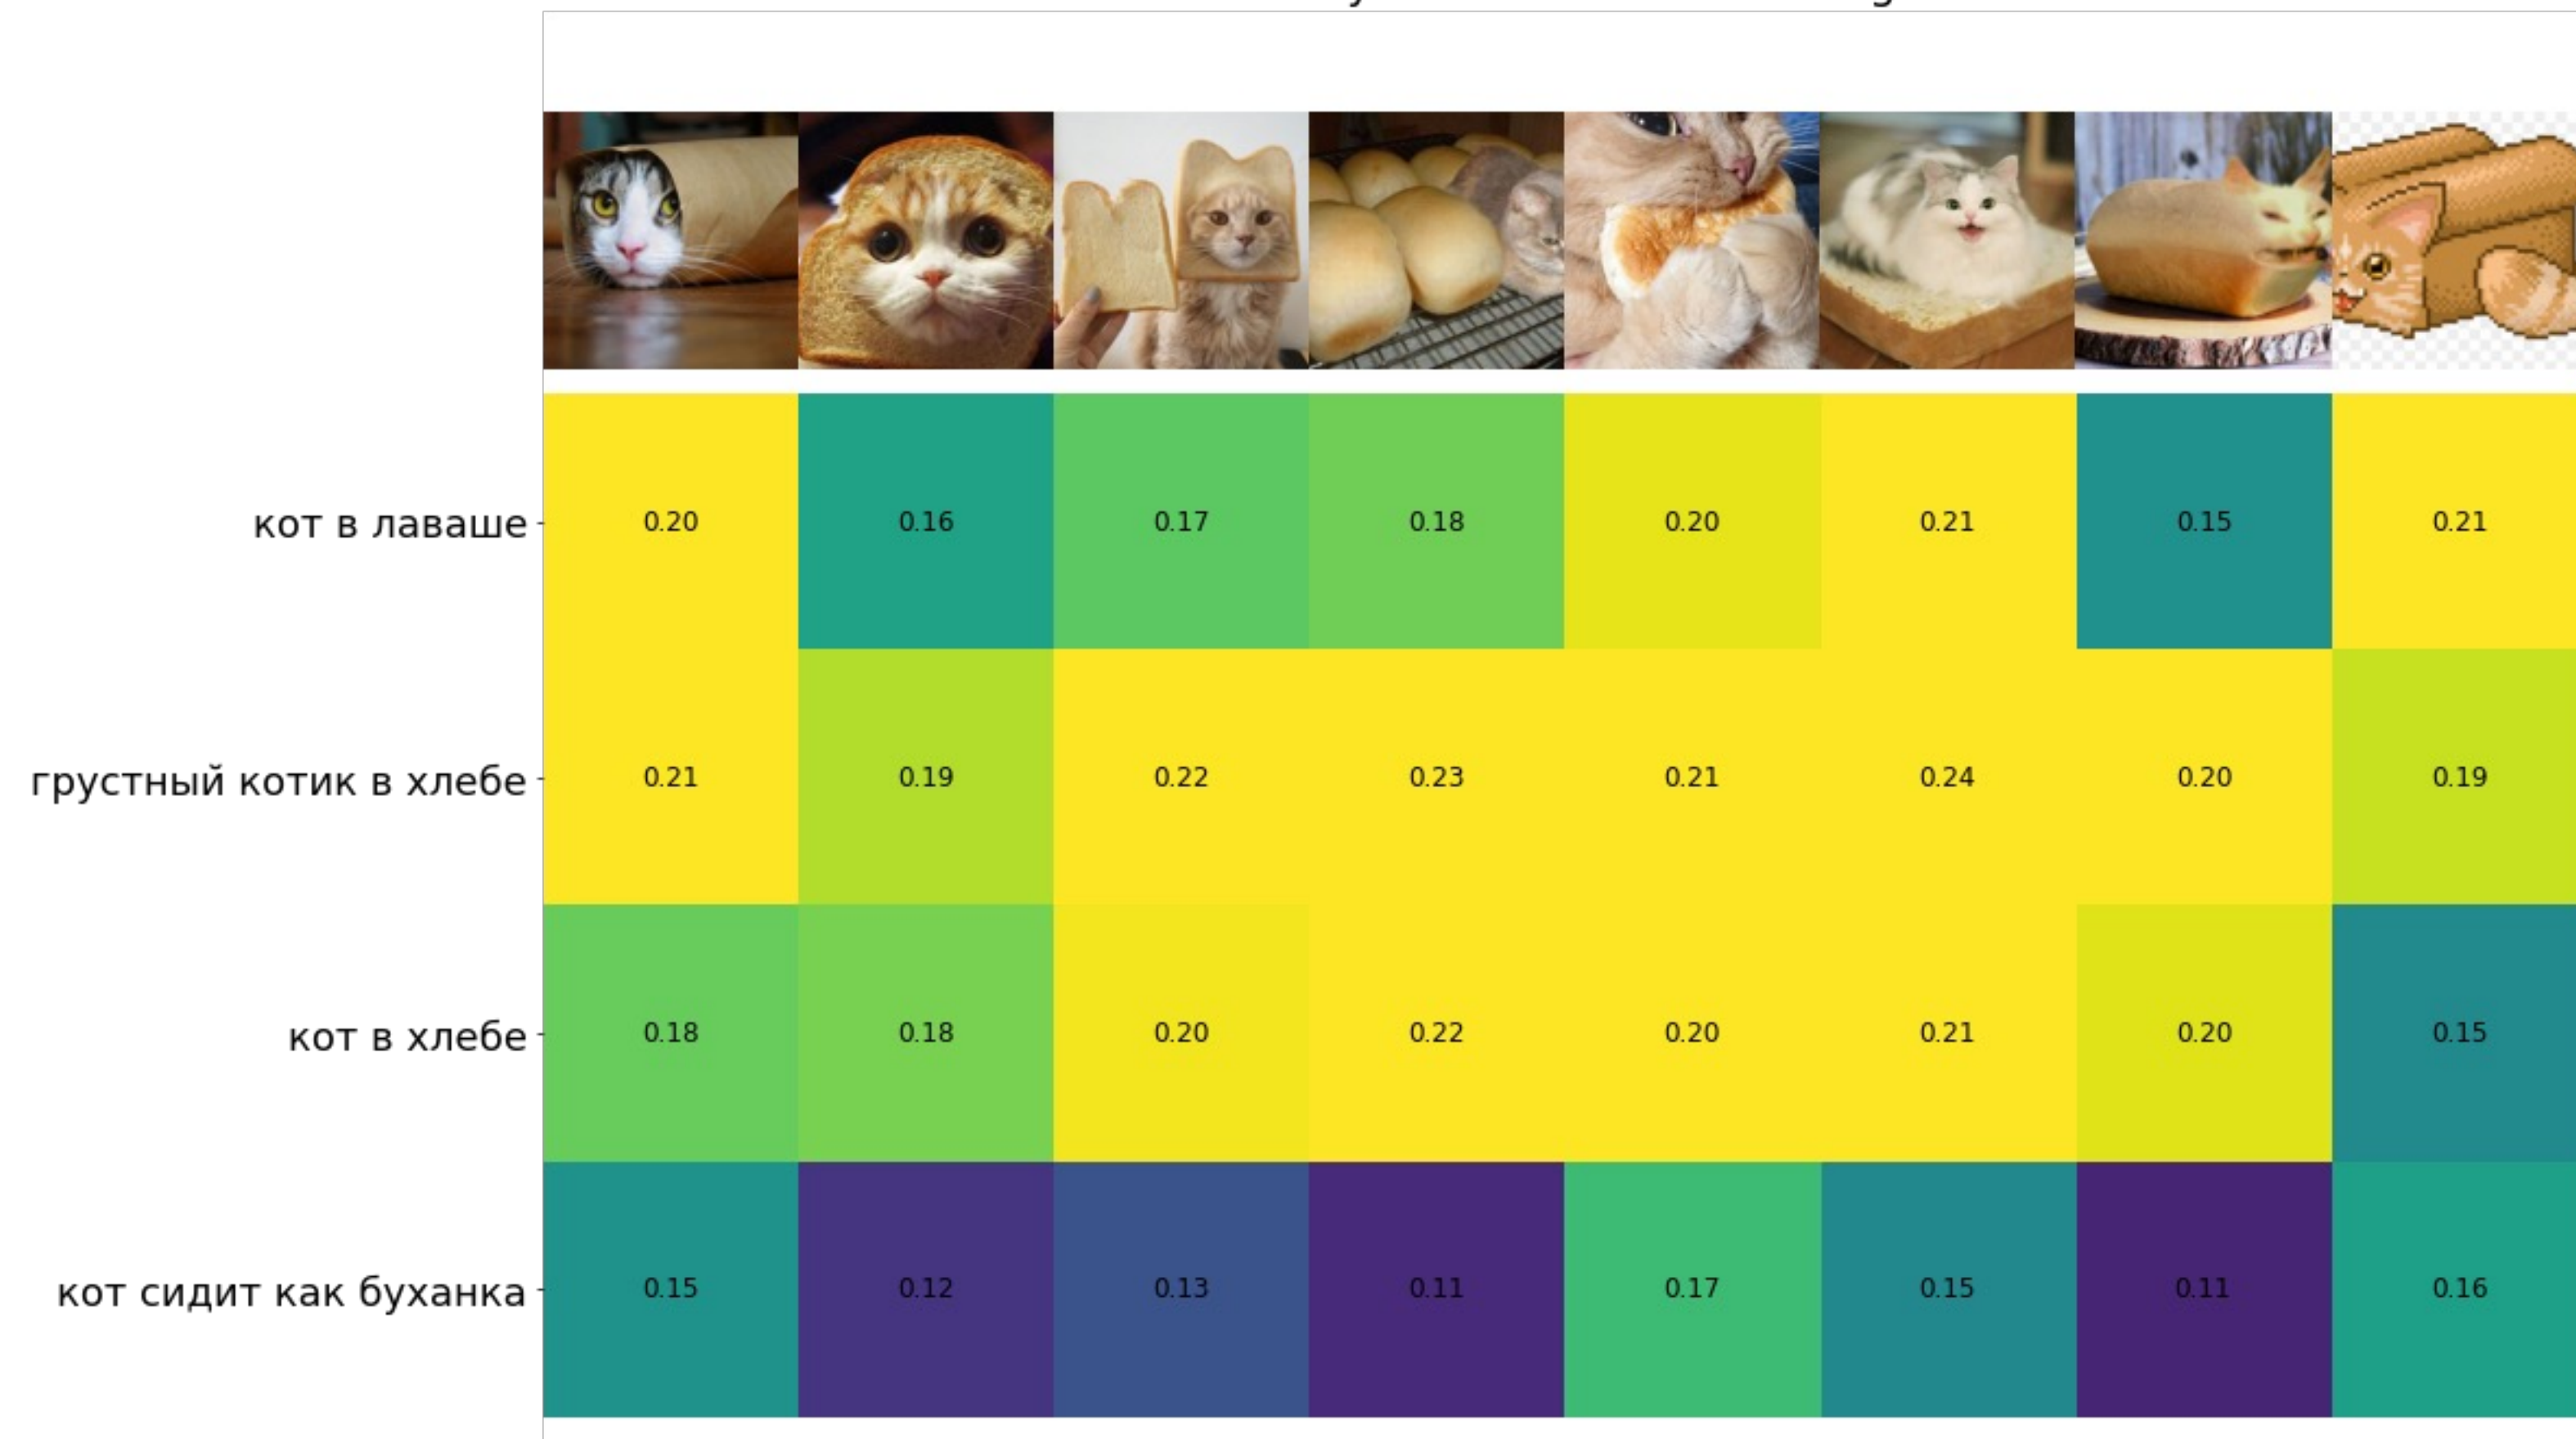 кот в лаваше 0.20 0.16 0.17 0.18 0.20 0.21 0.15 0.21
грустный котик в хлебе 0.21 0.19 0.22 0.23 0.21 0.24 0.20 0.19
кот в хлебе 0.18 0.18 0.20 0.22 0.20 0.21 0.20 0.15
кот сидит как буханка 0.15 0.12 0.13 0.11 0.17 0.15 0.11 0.16